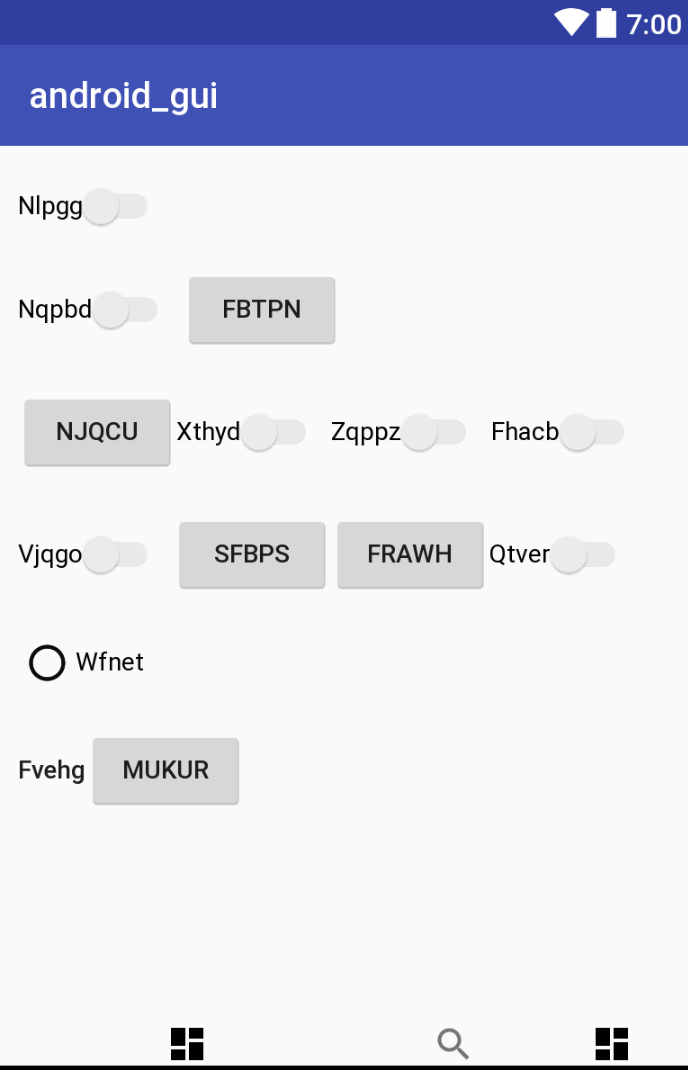 7:00
android_gui
Nlpgg
Nqpbd FBTPN
NJQCU Xthyd Zqppz Fhacb
Vjqgo SFBPS FRAWH Qtver
Wfnet
Fvehg MUKUR